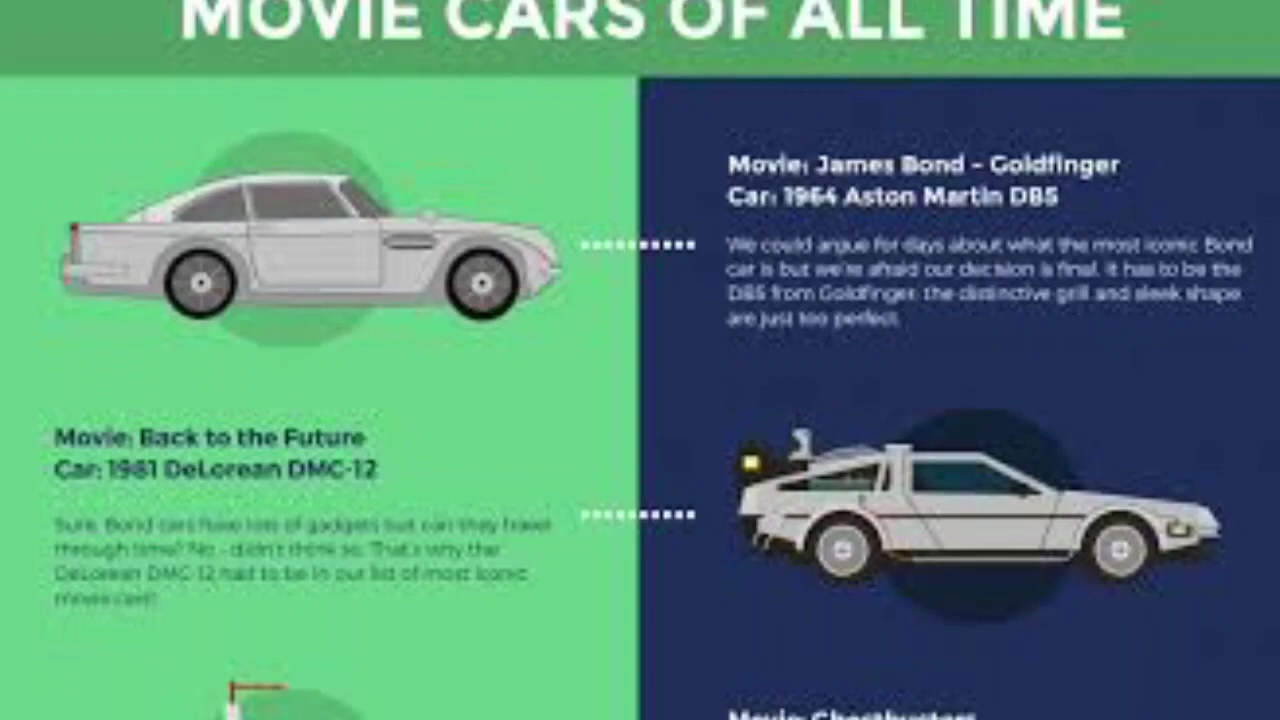 MOVIE CARS OF ALL TIME
Movie: James Bond - Goldfinger
Car: 1964 Aston Martin DB5
We could argue for days about what the most iconic Bond
car is but we're afraid our decision is final. It has to be the
DB5 from Goldfinger. the distinctive grill and sleek shape
are just too perfect.
Movie: Back to the Future
Car: 1981 DeLorean DMC-12
Sure, Bond cars have lots of gadgets but can they travel
through time? No - didn't think so. That's why the
DeLorean DMC-12 had to be in our list of most iconic
movie cars!
Movie: Ghostbusters